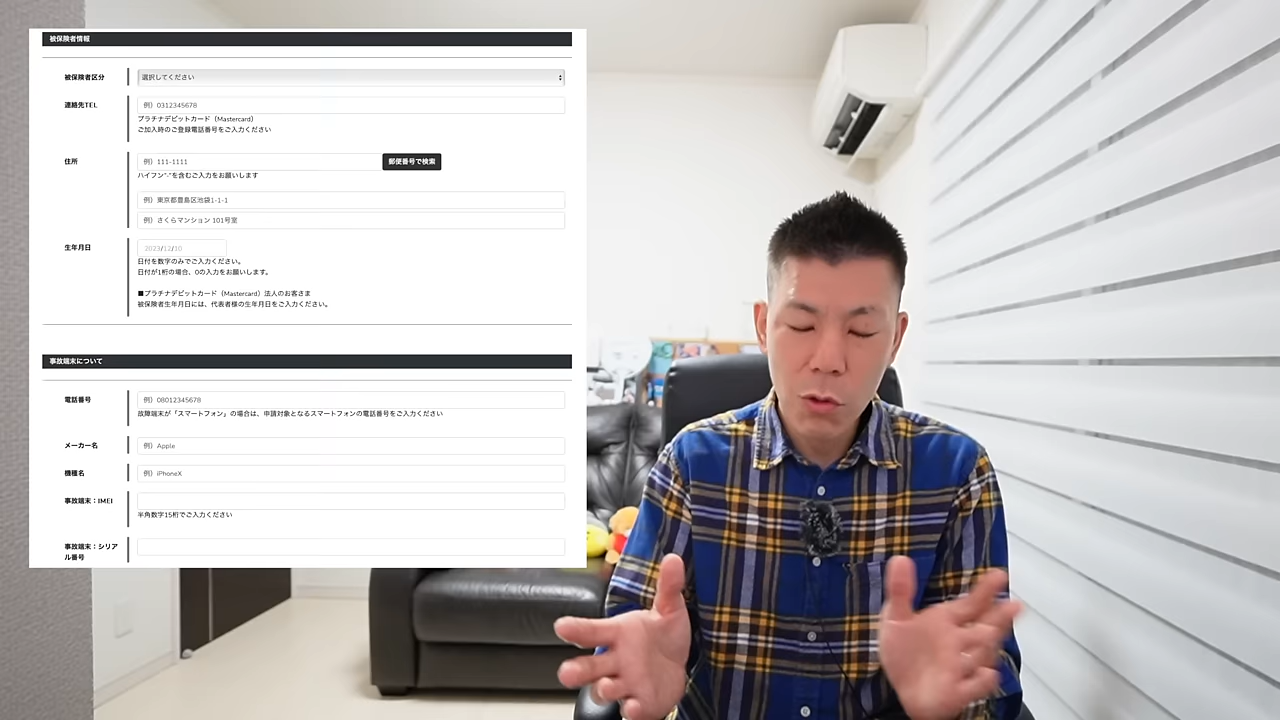 被保険者情報
被保険者区分
選択してください
連絡先TEL
例）0312345678
プラチナデビットカード（Mastercard）
ご加入時のご登録電話番号をご入力ください
住所
例）111-1111
郵便番号で検索
ハイフン"-"を含むご入力をお願いします
例）東京都豊島区池袋1-1-1
例）さくらマンション 101号室
生年月日
2023/12/10
日付を数字のみでご入力ください。
日付が1桁の場合、0の入力をお願いします。
■プラチナデビットカード（Mastercard）法人のお客さま
被保険者生年月日には、代表者様の生年月日をご入力ください。
事故端末について
電話番号
例）08012345678
故障端末が「スマートフォン」の場合は、申請対象となるスマートフォンの電話番号をご入力ください
メーカー名
例）Apple
機種名
例）iPhoneX
事故端末：IMEI
半角数字15桁でご入力ください
事故端末：シリア
ル番号